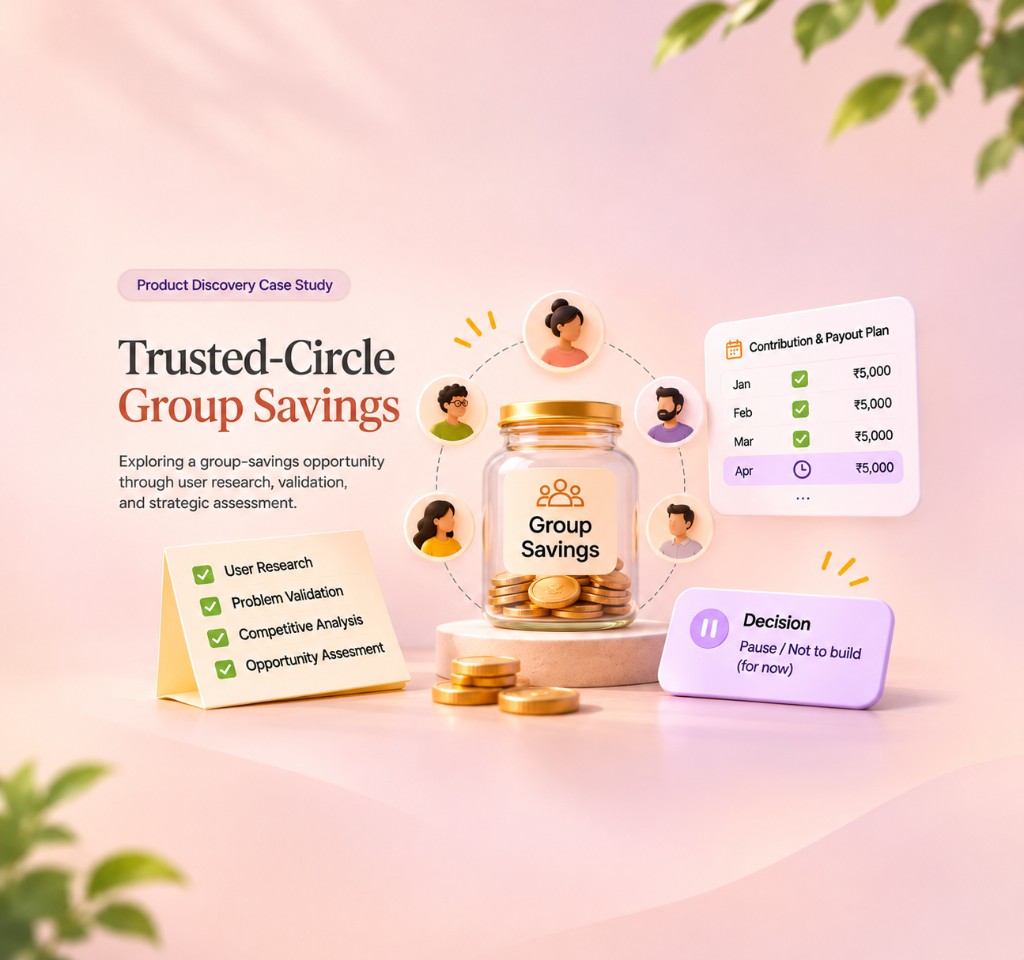 Product Discovery Case Study
Trusted-Circle
Group Savings
Exploring a group-savings opportunity
through user research, validation,
and strategic assessment.
User Research
Problem Validation
Competitive Analysis
Opportunity Assesment
Group
Savings
Contribution & Payout Plan
Jan ₹5,000
Feb ₹5,000
Mar ₹5,000
Apr ₹5,000
...
Decision
Pause / Not to build
(for now)